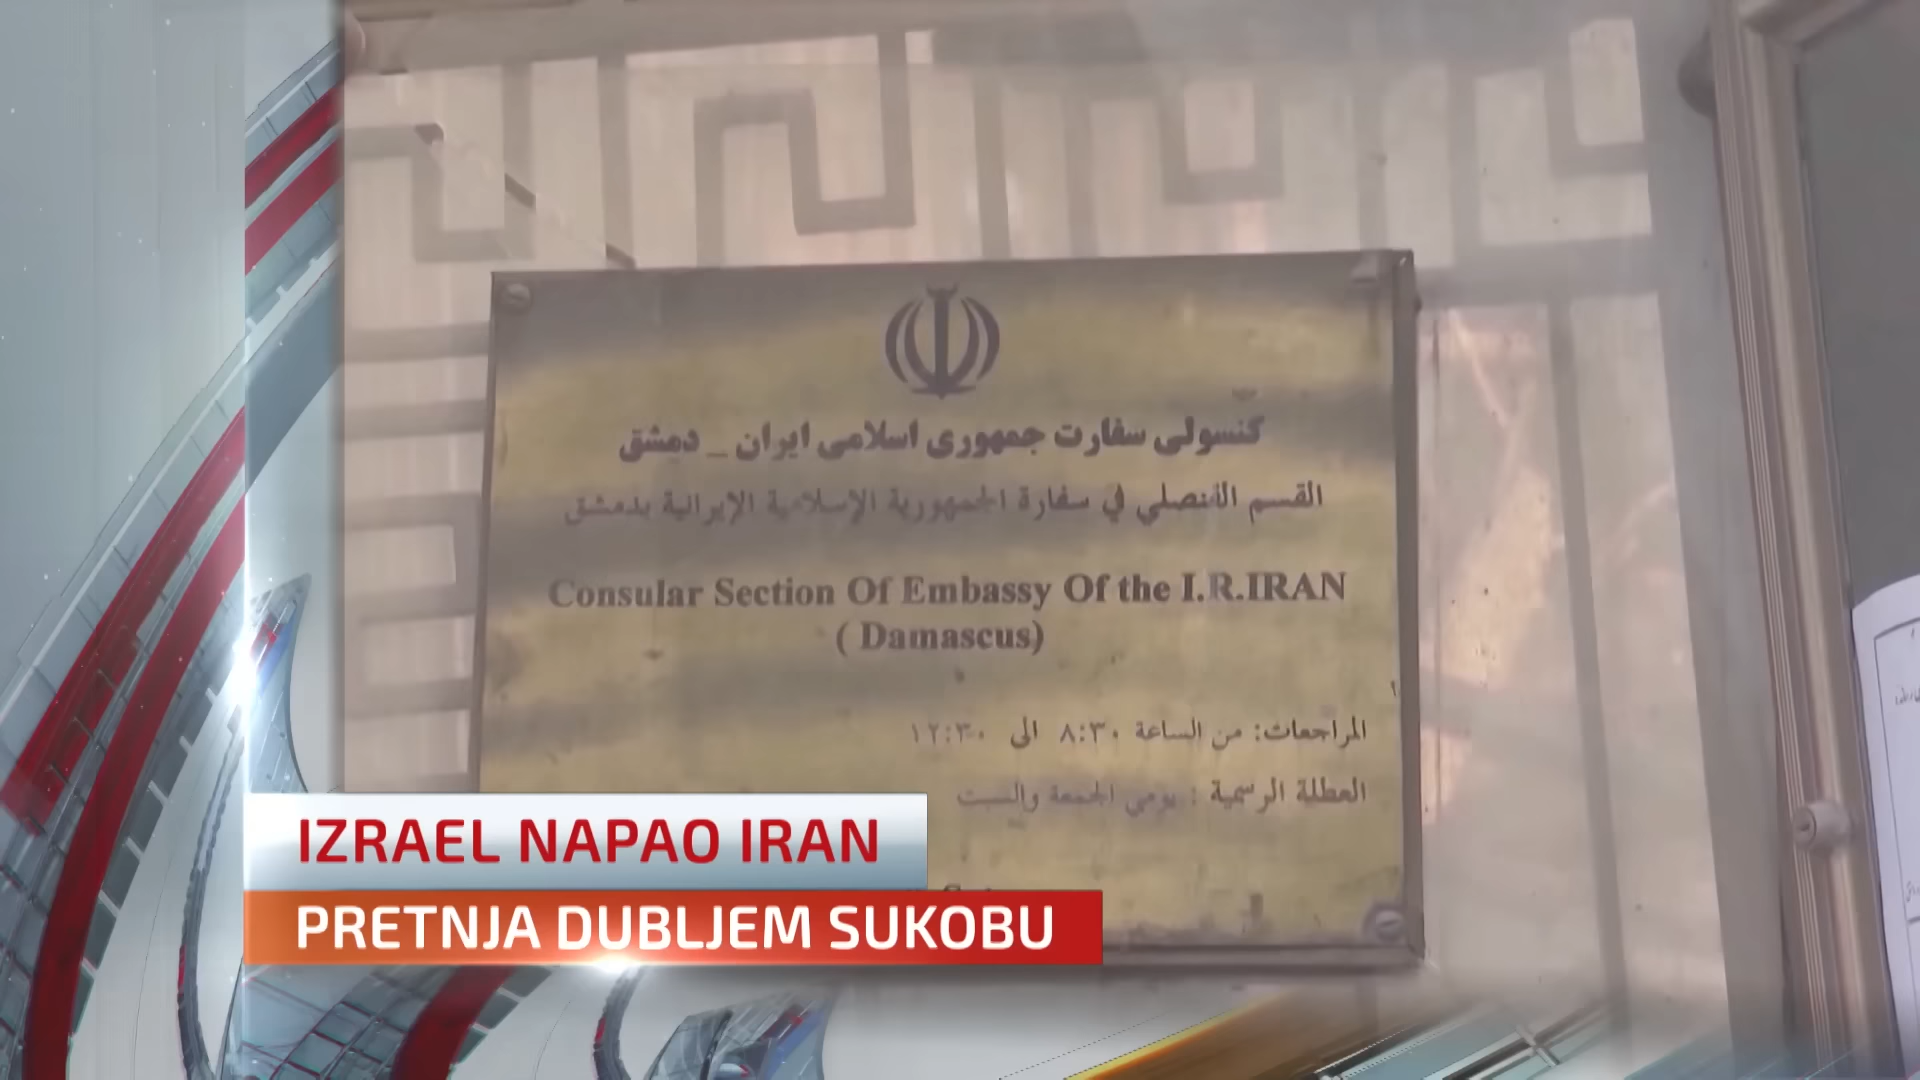 کنسولی سفارت جمهوری اسلامی ایران _ دمشق
القسم القنصلي في سفارة الجمهورية الإسلامية الإيرانية بدمشق
Consular Section Of Embassy Of the I.R.IRAN
( Damascus)
المراجعات: من الساعة ٨:٣٠ الى ١٢:٣٠
العطلة الرسمية : يومي الجمعة والسبت
IZRAEL NAPAO IRAN
PRETNJA DUBLJEM SUKOBU